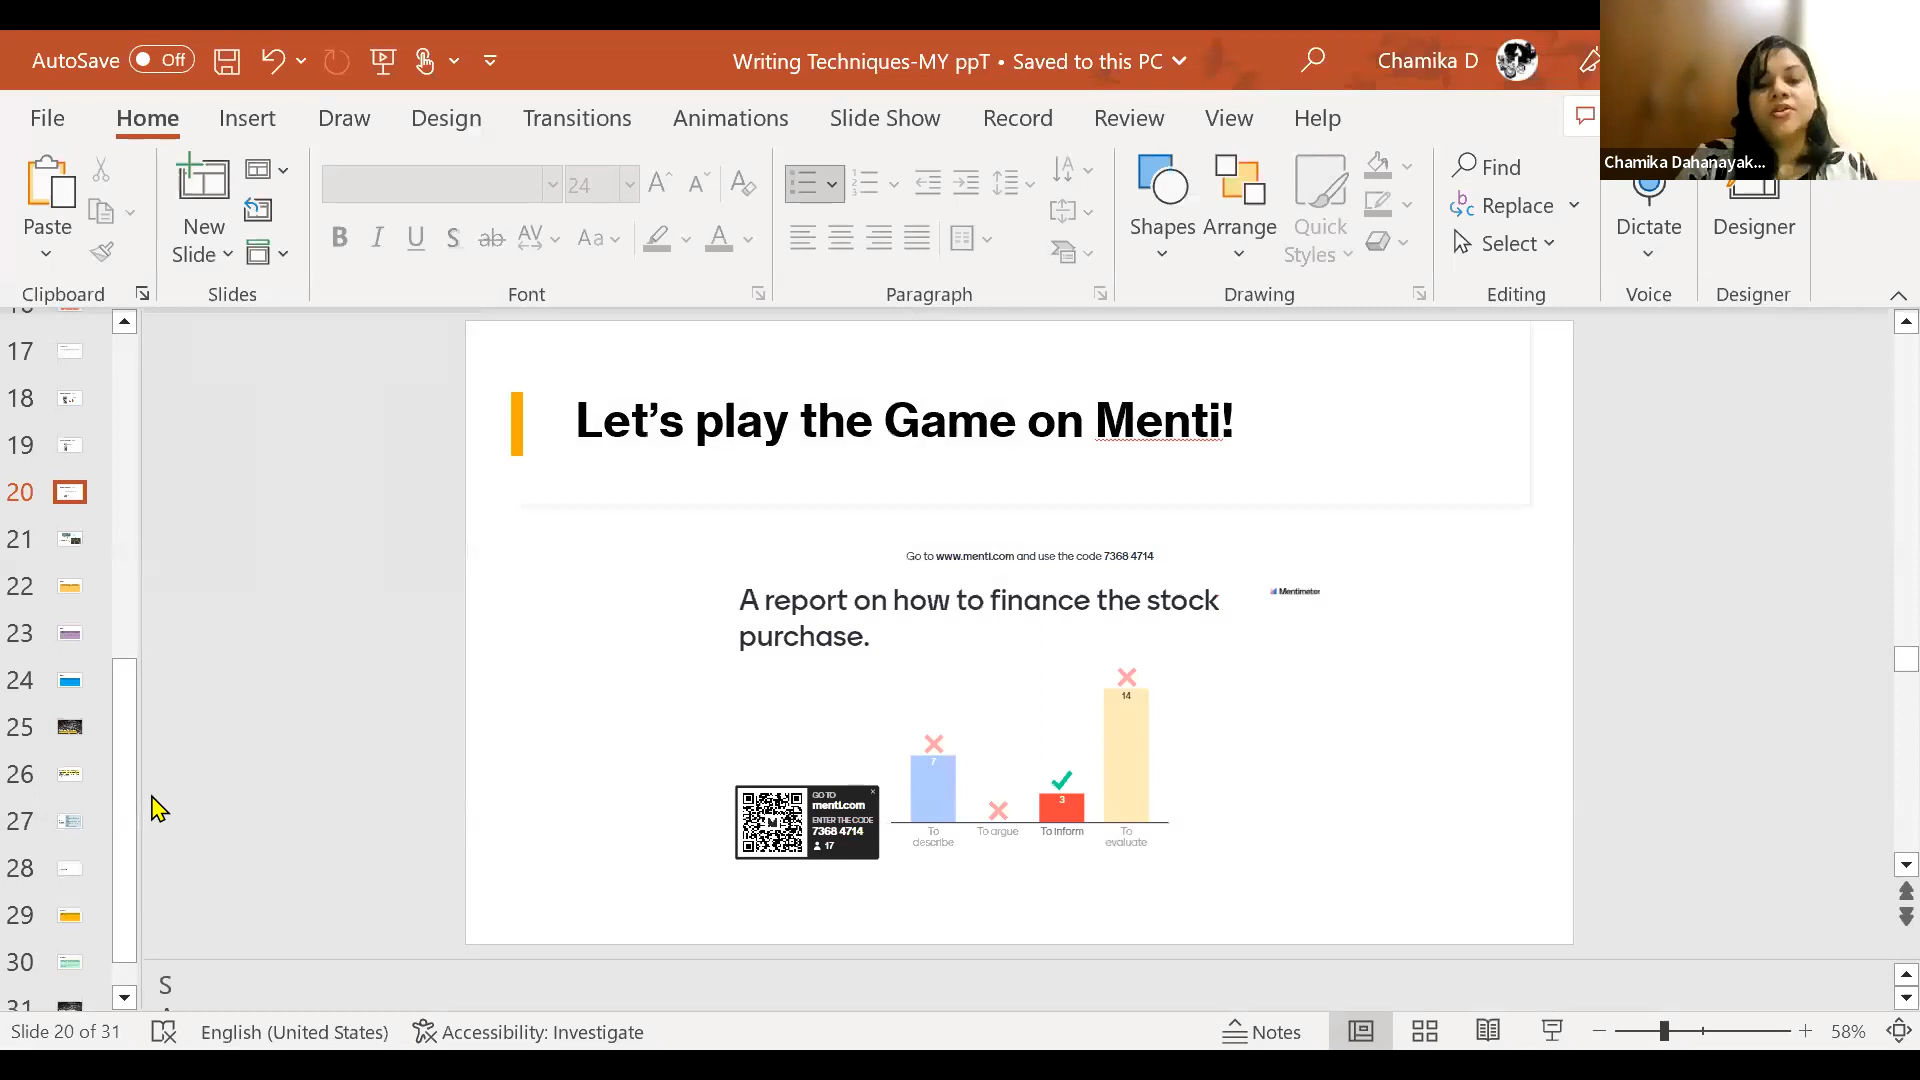 AutoSave Off
Writing Techniques-MY ppT • Saved to this PC
Chamika D
File Home Insert Draw Design Transitions Animations Slide Show Record Review View Help
Chamika Dahanayak...
Paste
New
Slide
24
B I U S ab AV Aa A
Shapes Arrange Quick
Styles
Find
Replace
Select
Dictate
Designer
Clipboard Slides Font Paragraph Drawing Editing Voice Designer
17
18
19
20
21
22
23
24
25
26
27
28
29
30
31
Let's play the Game on Menti!
Go to www.menti.com and use the code 7368 4714
A report on how to finance the stock
purchase.
Mentimeter
14
7
3
GO TO
menti.com
ENTER THE CODE
7368 4714
17
To
describe
To argue
To inform
To
evaluate
S
Slide 20 of 31
English (United States)
Accessibility: Investigate
Notes
58%